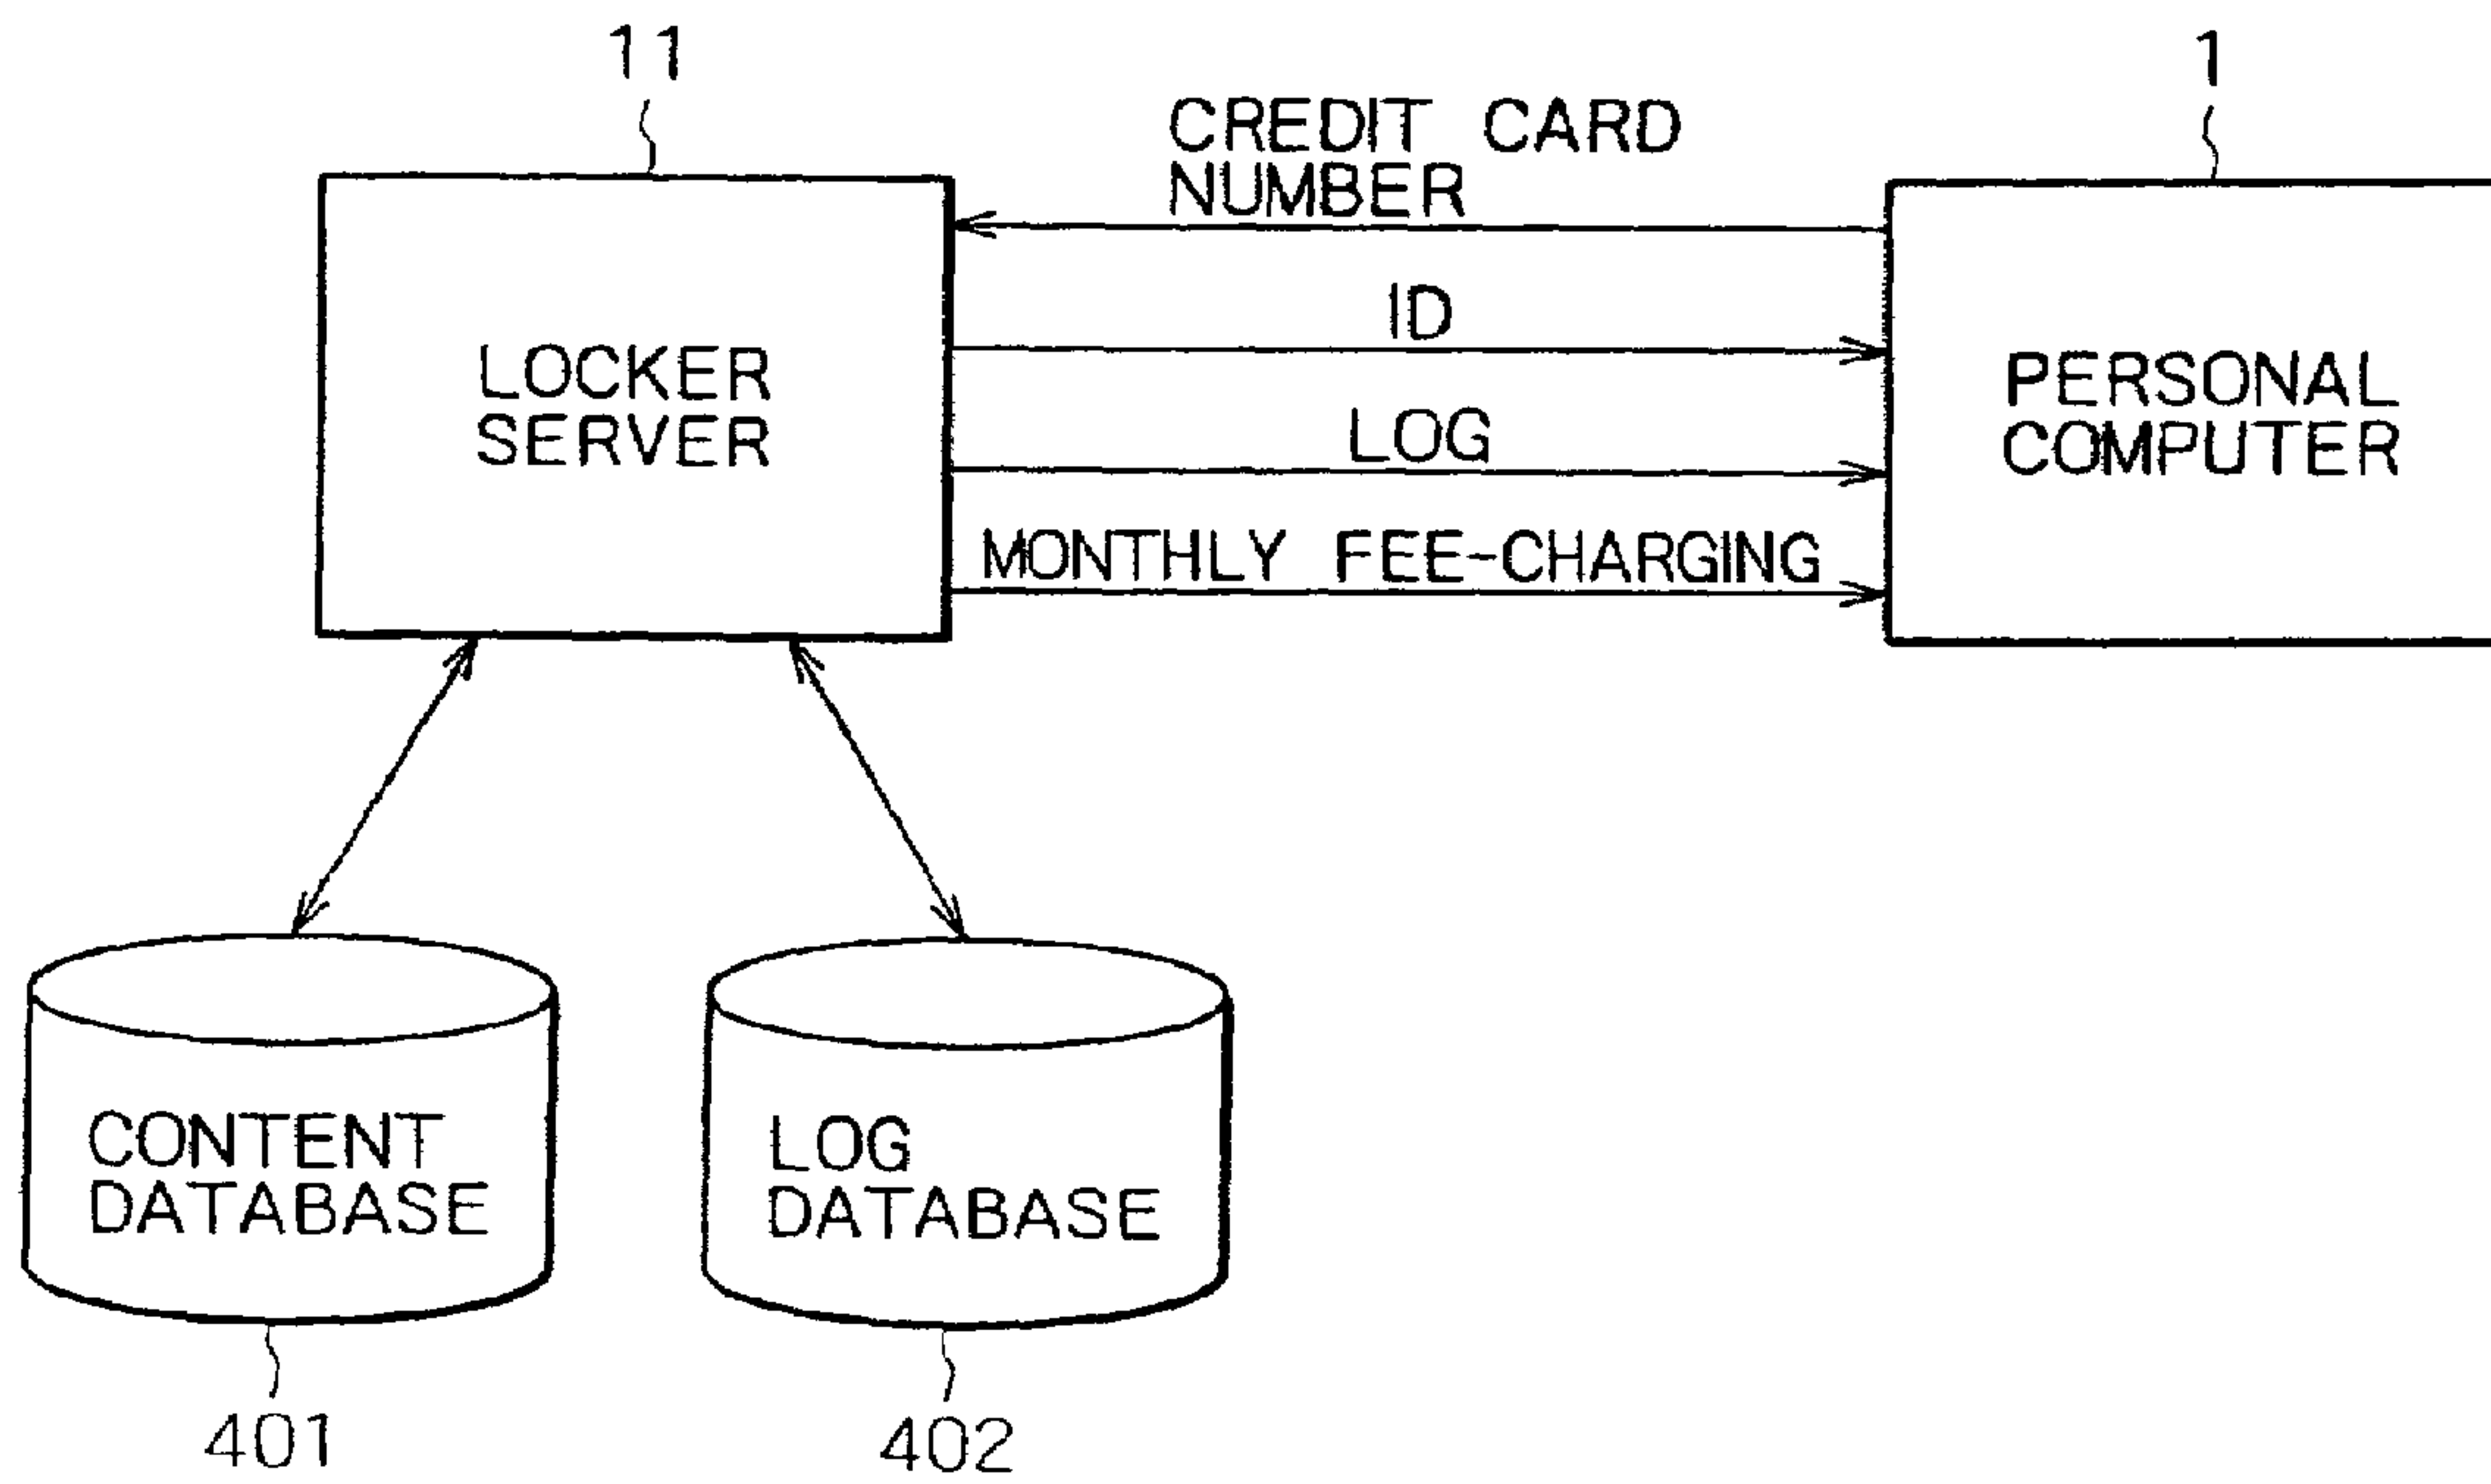 11
1
CREDIT CARD
NUMBER
ID
LOCKER
SERVER
PERSONAL
COMPUTER
LOG
MONTHLY FEE-CHARGING
CONTENT
DATABASE
LOG
DATABASE
401
402